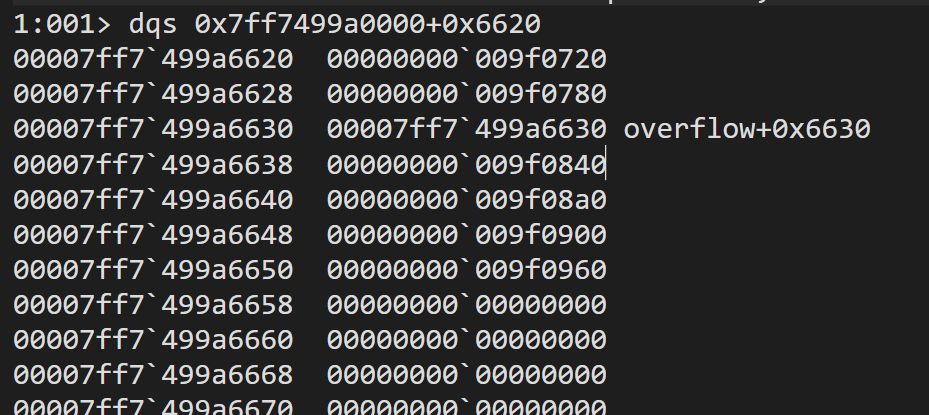 1:001> dqs 0x7ff7499a0000+0x6620
00007ff7`499a6620  00000000`009f0720
00007ff7`499a6628  00000000`009f0780
00007ff7`499a6630  00007ff7`499a6630 overflow+0x6630
00007ff7`499a6638  00000000`009f0840
00007ff7`499a6640  00000000`009f08a0
00007ff7`499a6648  00000000`009f0900
00007ff7`499a6650  00000000`009f0960
00007ff7`499a6658  00000000`00000000
00007ff7`499a6660  00000000`00000000
00007ff7`499a6668  00000000`00000000
00007ff7`499a6670  00000000`00000000